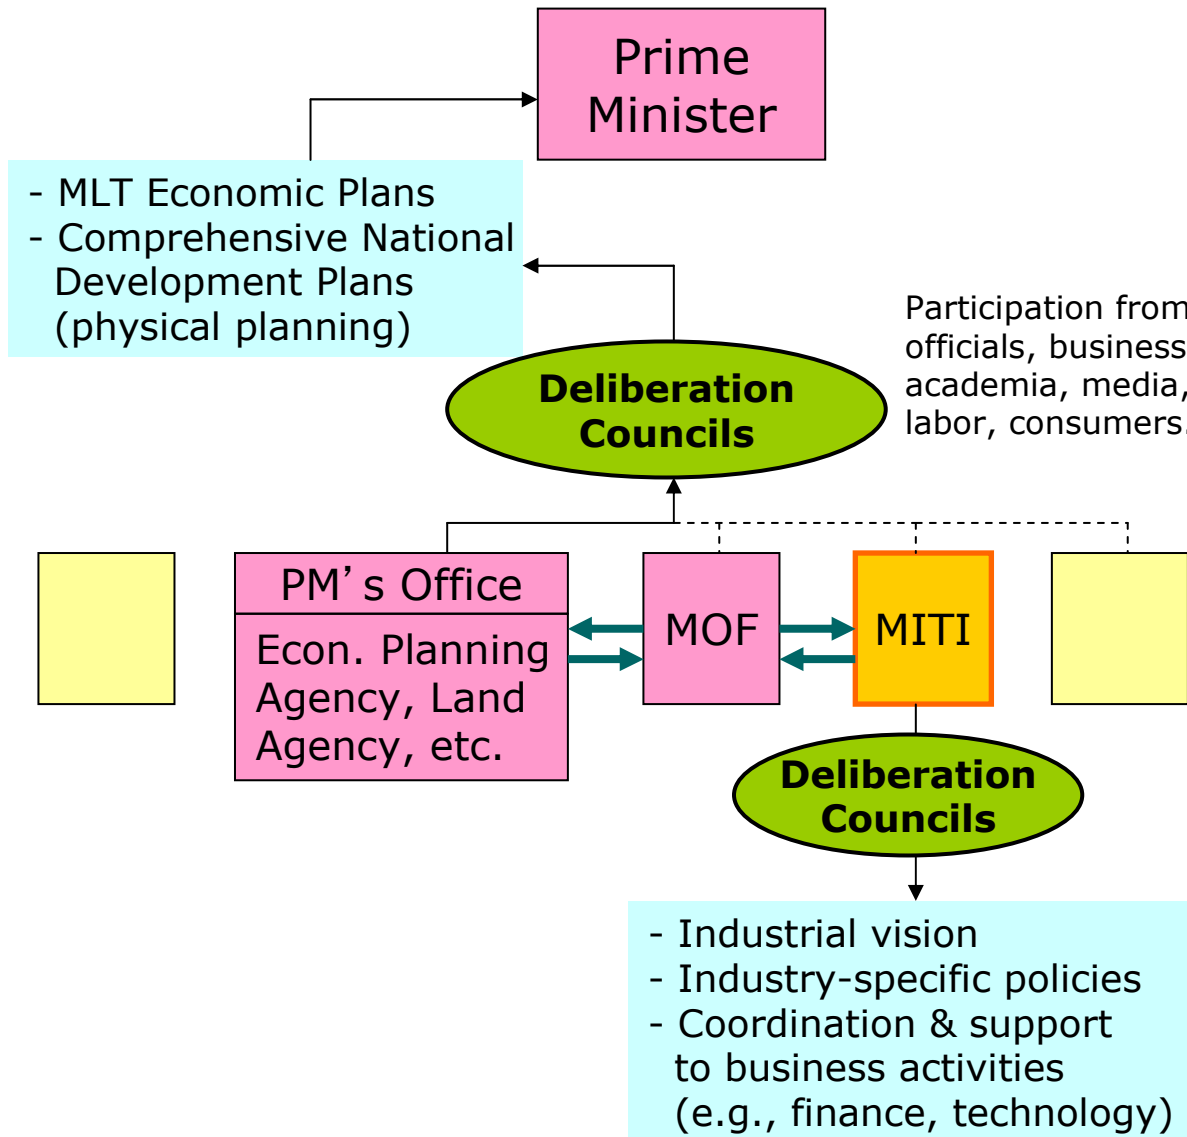 Prime
Minister
- MLT Economic Plans
- Comprehensive National
Development Plans
(physical planning)
Participation from
officials, business
academia, media,
labor, consumers.
Deliberation
Councils
PM's Office
Econ. Planning
Agency, Land
Agency, etc.
MOF
MITI
Deliberation
Councils
- Industrial vision
- Industry-specific policies
- Coordination & support
to business activities
(e.g., finance, technology)